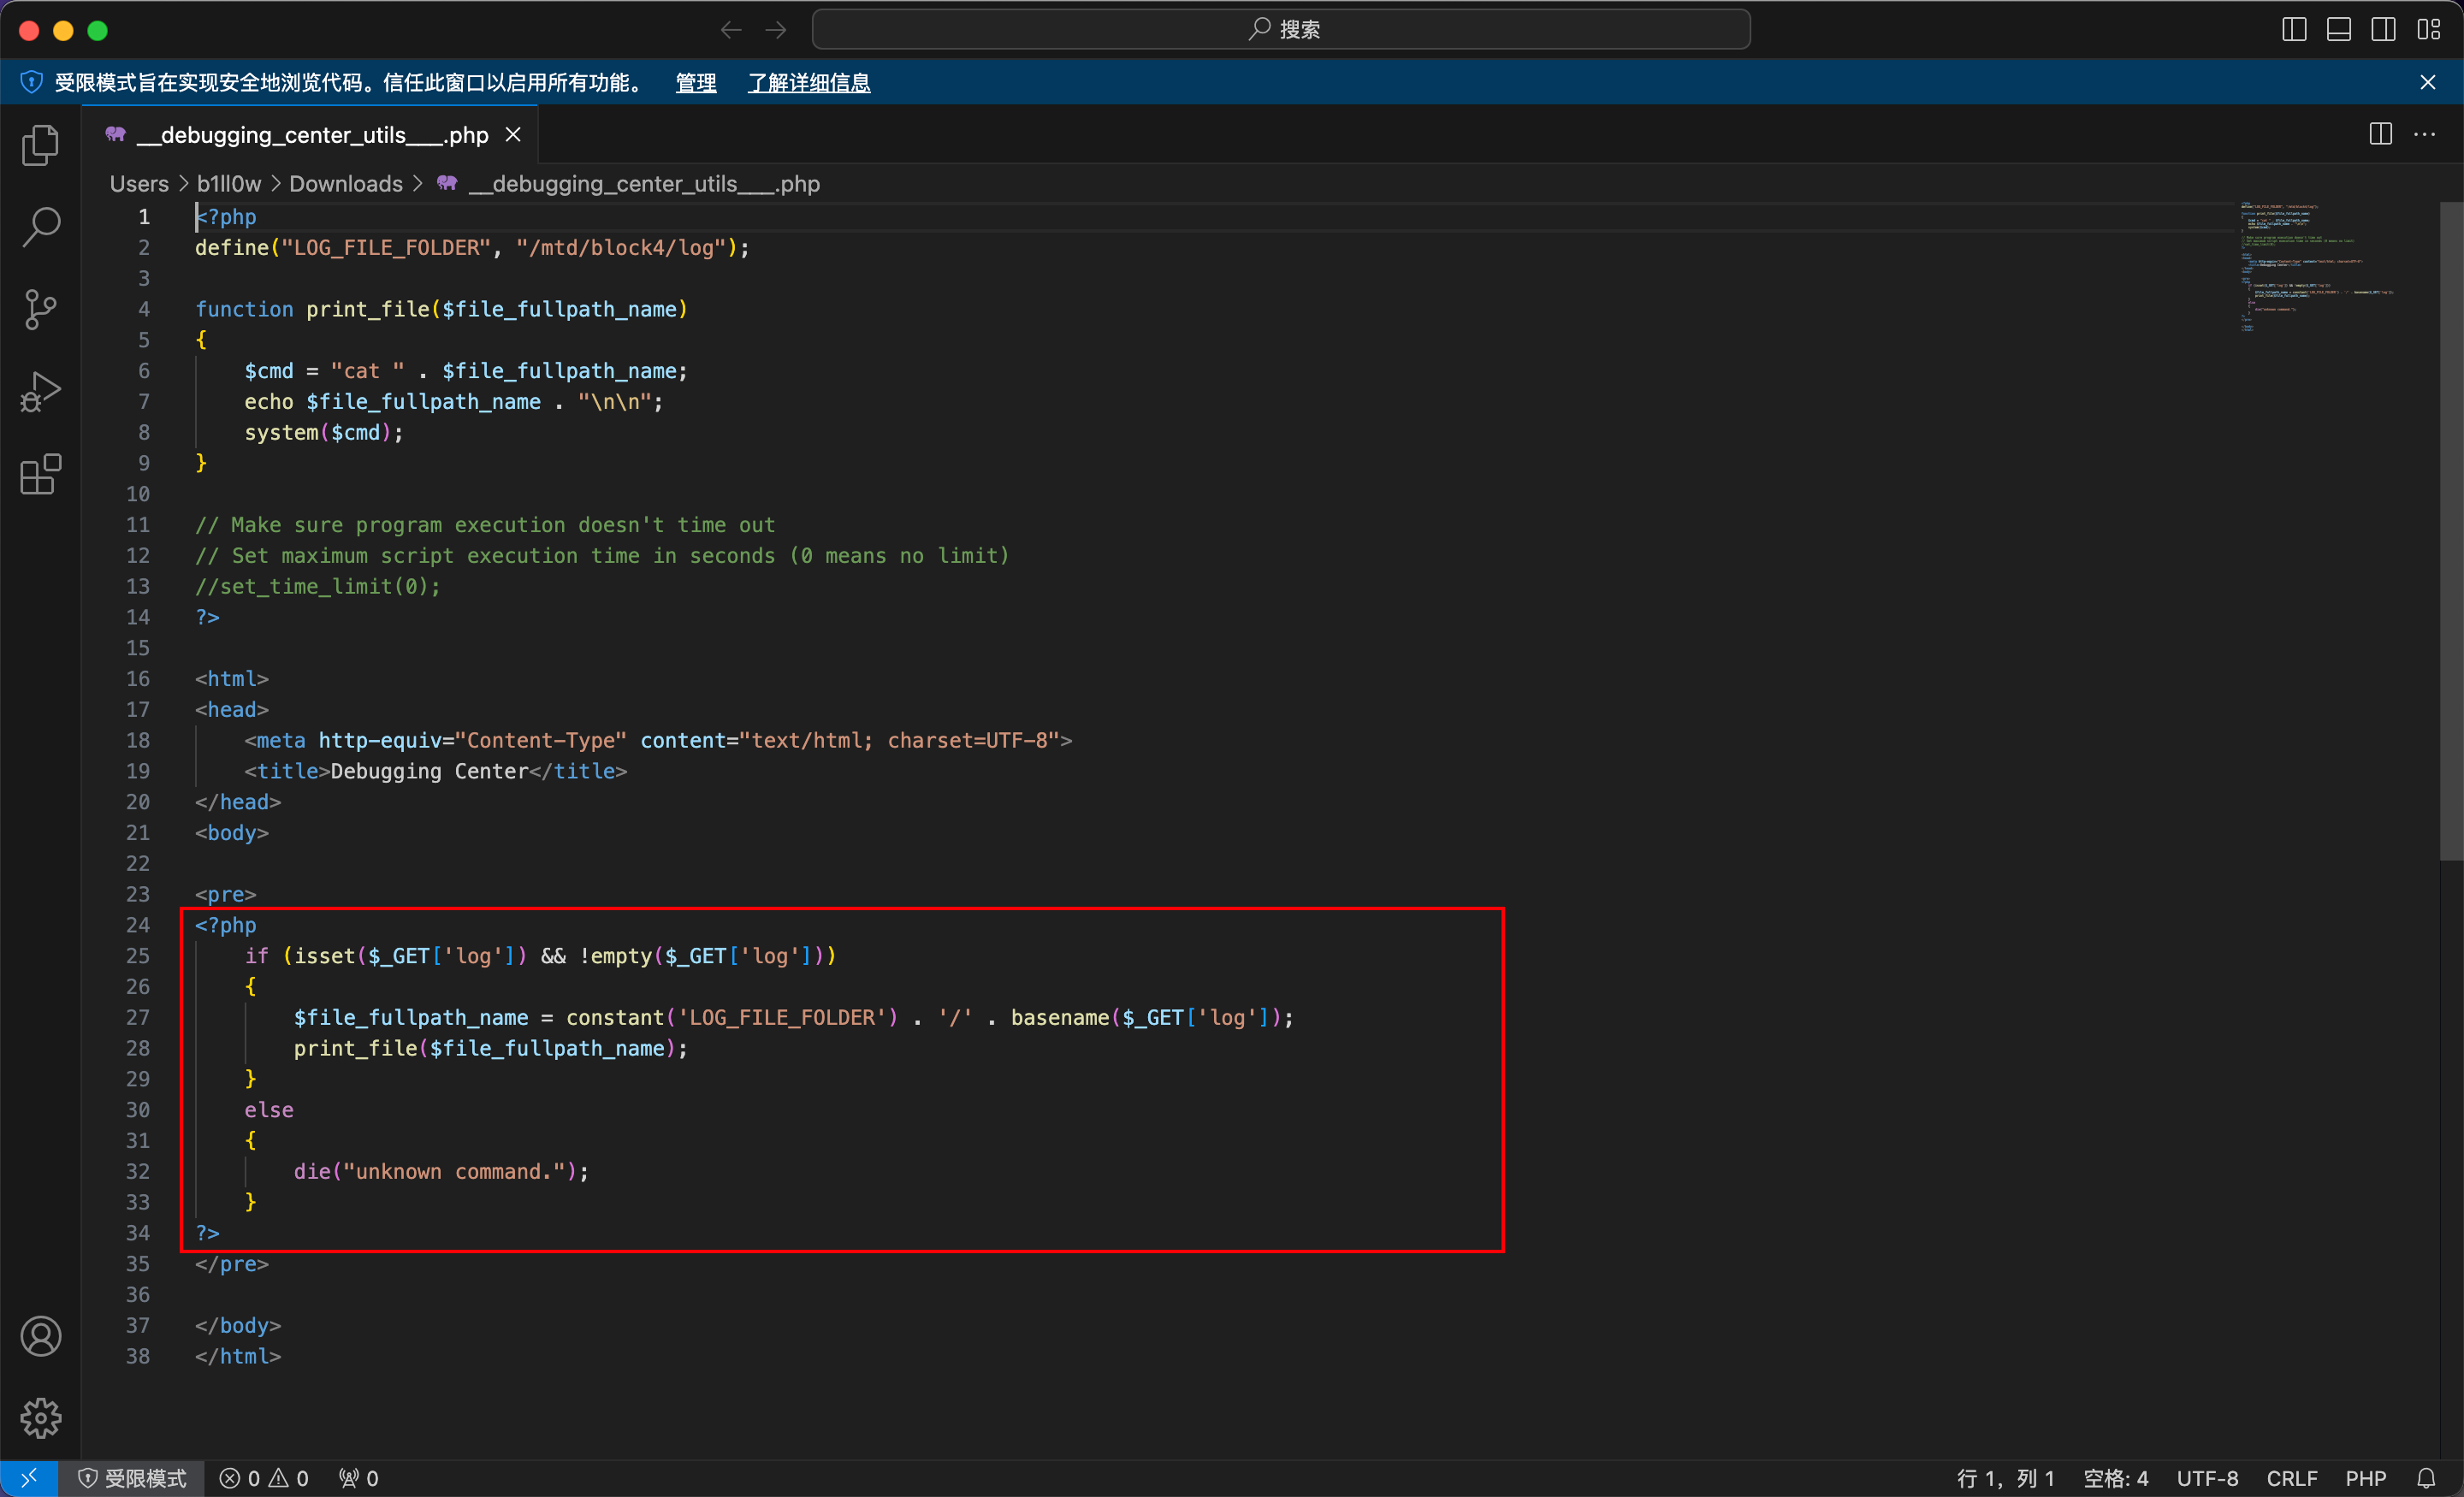 搜索
受限模式旨在实现安全地浏览代码。信任此窗口以启用所有功能。 管理 了解详细信息
__debugging_center_utils___.php
Users > b1ll0w > Downloads > __debugging_center_utils___.php
1 <?php
2 define("LOG_FILE_FOLDER", "/mtd/block4/log");
3
4 function print_file($file_fullpath_name)
5 {
6 $cmd = "cat " . $file_fullpath_name;
7 echo $file_fullpath_name . "\n\n";
8 system($cmd);
9 }
10
11 // Make sure program execution doesn't time out
12 // Set maximum script execution time in seconds (0 means no limit)
13 //set_time_limit(0);
14 ?>
15
16 <html>
17 <head>
18 <meta http-equiv="Content-Type" content="text/html; charset=UTF-8">
19 <title>Debugging Center</title>
20 </head>
21 <body>
22
23 <pre>
24 <?php
25 if (isset($_GET['log']) && !empty($_GET['log']))
26 {
27 $file_fullpath_name = constant('LOG_FILE_FOLDER') . '/' . basename($_GET['log']);
28 print_file($file_fullpath_name);
29 }
30 else
31 {
32 die("unknown command.");
33 }
34 ?>
35 </pre>
36
37 </body>
38 </html>
受限模式 0 0 0 行 1，列 1 空格: 4 UTF-8 CRLF PHP